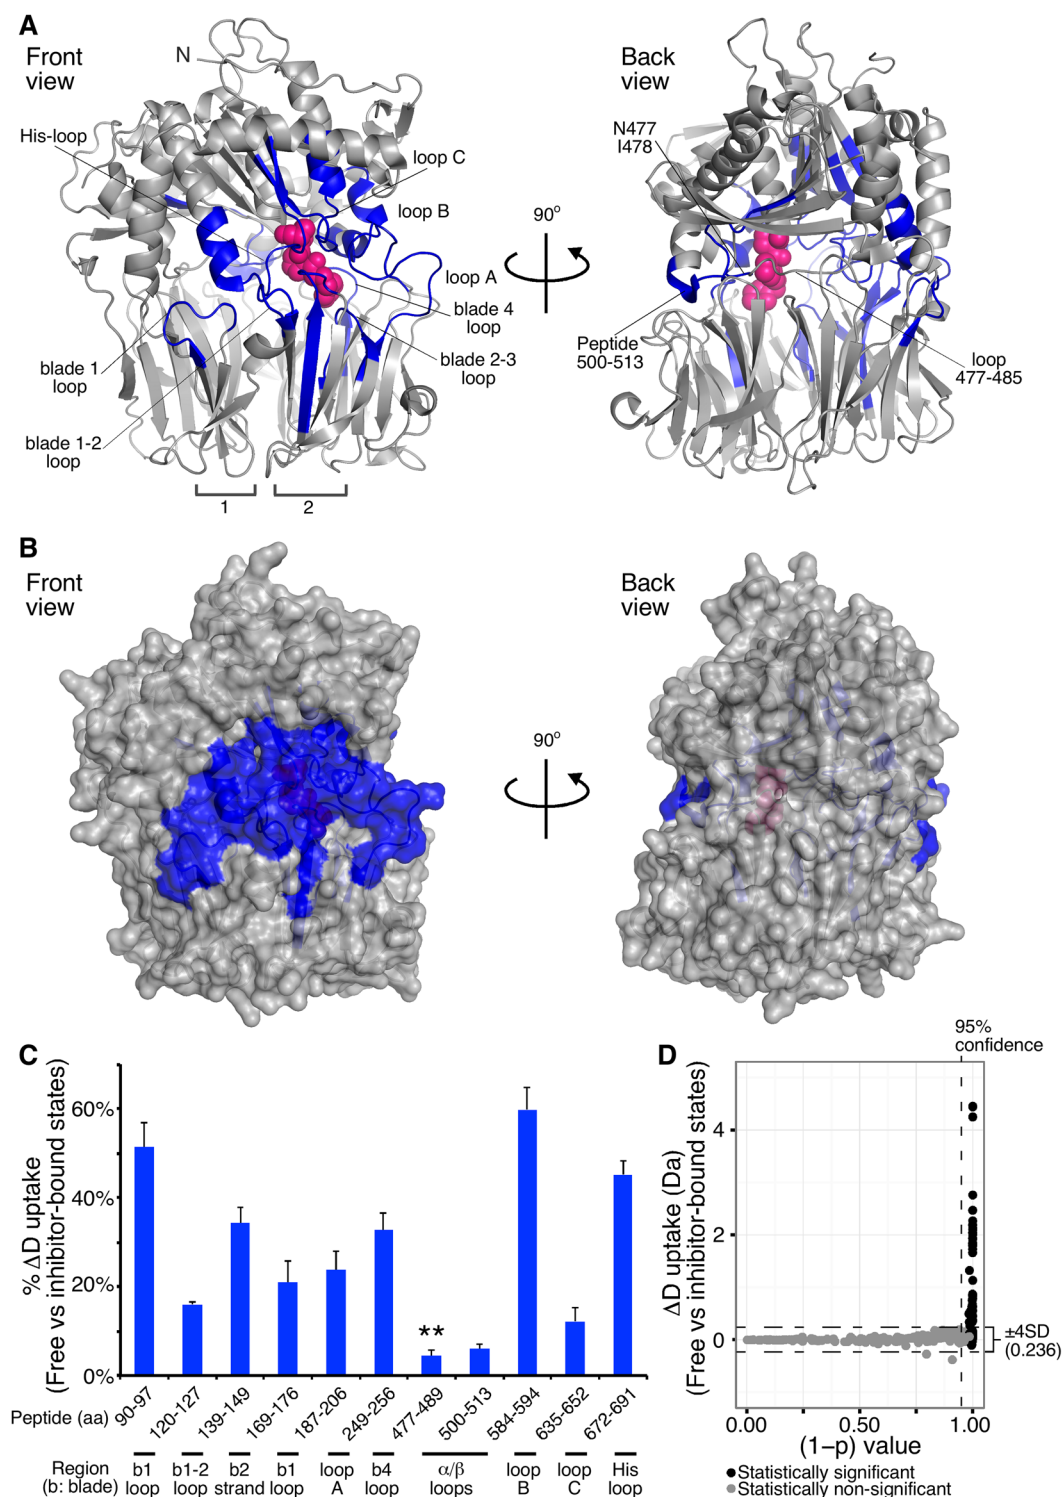 A
Front
view
N
His-loop
loop C
loop B
loop A
blade 4
loop
blade 2-3
loop
blade 1
loop
blade 1-2
loop
1
2
90º
Back
view
N477
I478
Peptide
500-513
loop
477-485
B
Front
view
90º
Back
view
C
% ΔD uptake
(Free vs inhibitor-bound states)
60%
40%
20%
0%
**
Peptide (aa)
90-97
120-127
139-149
169-176
187-206
249-256
477-489
500-513
584-594
635-652
672-691
Region
(b: blade)
b1
loop
b1-2
loop
b2
strand
b1
loop
loop
A
b4
loop
α/β
loops
loop
B
loop
C
His
loop
D
95%
confidence
ΔD uptake (Da)
(Free vs inhibitor-bound states)
4
2
0
±4SD
(0.236)
0.00
0.50
1.00
(1–p) value
Statistically significant
Statistically non-significant